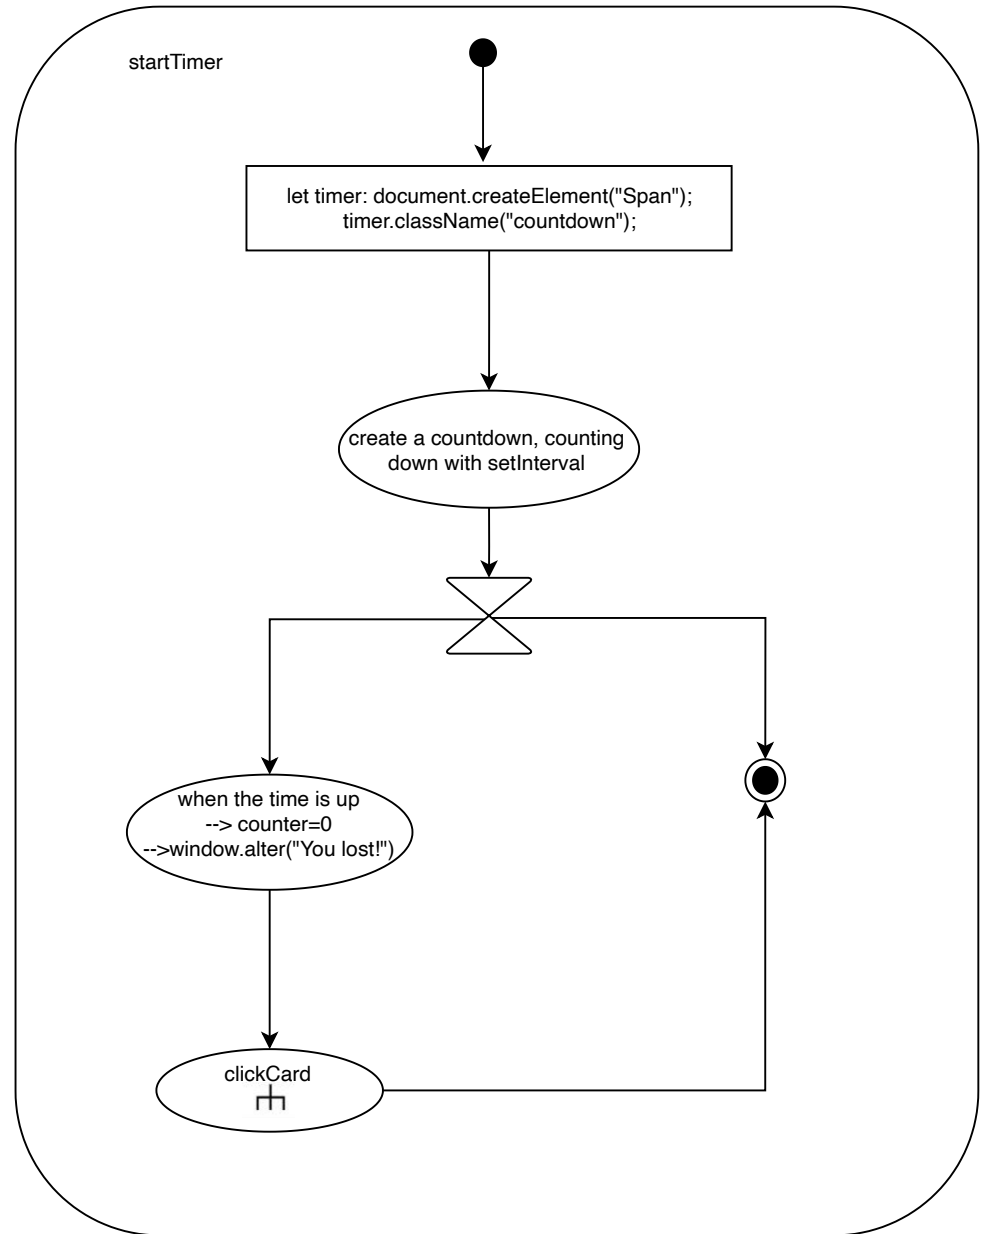 startTimer
let timer: document.createElement("Span");
timer.className("countdown");
create a countdown, counting
down with setInterval
when the time is up
--> counter=0
-->window.alter("You lost!")
clickCard